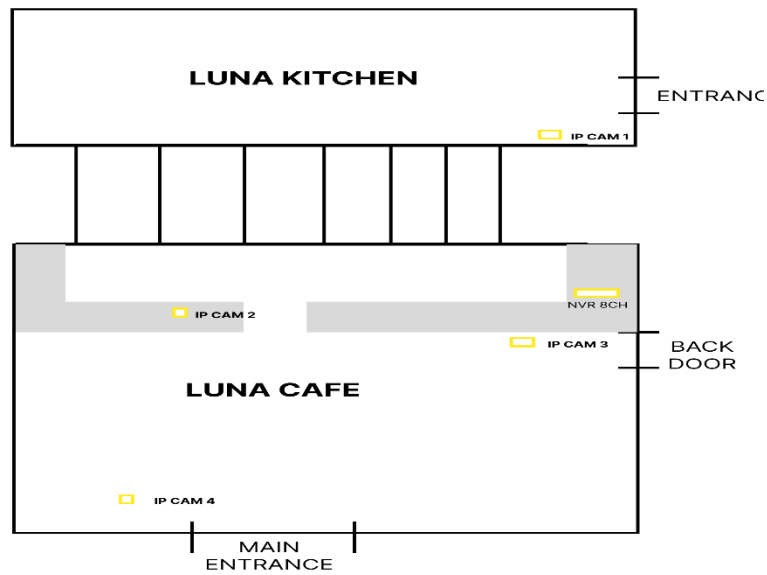 LUNA KITCHEN
ENTRANC
IP CAM 1
NVR 8CH
IP CAM 2
IP CAM 3
BACK
DOOR
LUNA CAFE
IP CAM 4
MAIN
ENTRANCE